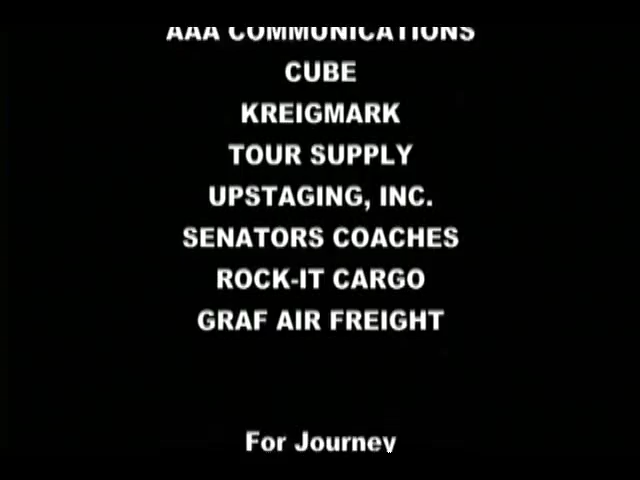 AAA COMMUNICATIONS
CUBE
KREIGMARK
TOUR SUPPLY
UPSTAGING, INC.
SENATORS COACHES
ROCK-IT CARGO
GRAF AIR FREIGHT
For Journey